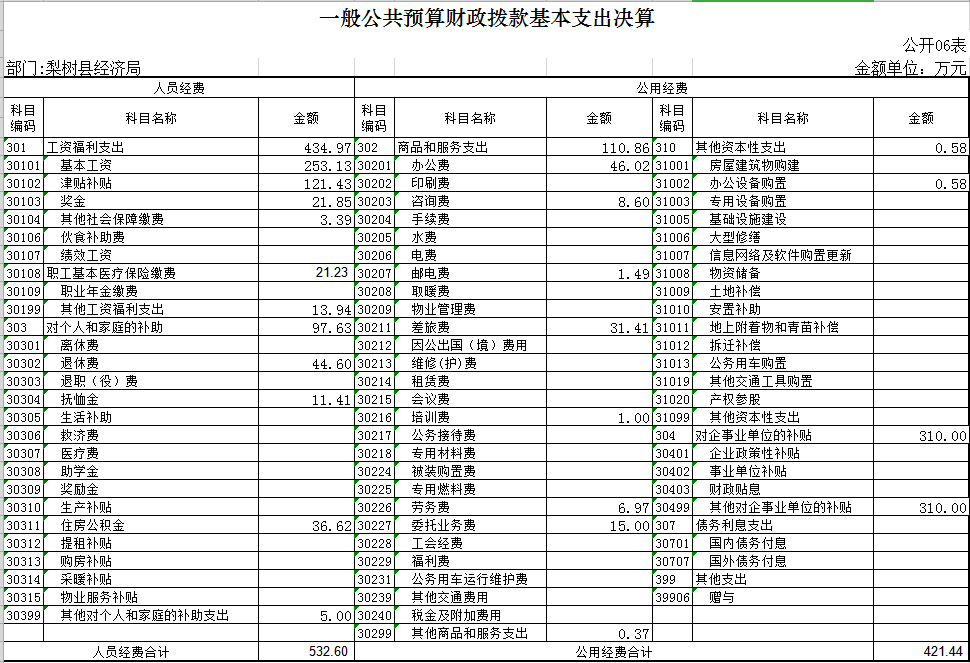 一般公共预算财政拨款基本支出决算
公开06表
部门:梨树县经济局 金额单位：万元
人员经费 公用经费
科目编码 科目名称 金额 科目编码 科目名称 金额 科目编码 科目名称 金额
301 工资福利支出 434.97 302 商品和服务支出 110.86 310 其他资本性支出 0.58
30101 基本工资 253.13 30201 办公费 46.02 31001 房屋建筑物购建
30102 津贴补贴 121.43 30202 印刷费 31002 办公设备购置 0.58
30103 奖金 21.85 30203 咨询费 8.60 31003 专用设备购置
30104 其他社会保障缴费 3.39 30204 手续费 31005 基础设施建设
30106 伙食补助费 30205 水费 31006 大型修缮
30107 绩效工资 30206 电费 31007 信息网络及软件购置更新
30108 职工基本医疗保险缴费 21.23 30207 邮电费 1.49 31008 物资储备
30109 职业年金缴费 30208 取暖费 31009 土地补偿
30199 其他工资福利支出 13.94 30209 物业管理费 31010 安置补助
303 对个人和家庭的补助 97.63 30211 差旅费 31.41 31011 地上附着物和青苗补偿
30301 离休费 30212 因公出国（境）费用 31012 拆迁补偿
30302 退休费 44.60 30213 维修(护)费 31013 公务用车购置
30303 退职（役）费 30214 租赁费 31019 其他交通工具购置
30304 抚恤金 11.41 30215 会议费 31020 产权参股
30305 生活补助 30216 培训费 1.00 31099 其他资本性支出
30306 救济费 30217 公务接待费 304 对企事业单位的补贴 310.00
30307 医疗费 30218 专用材料费 30401 企业政策性补贴
30308 助学金 30224 被装购置费 30402 事业单位补贴
30309 奖励金 30225 专用燃料费 30403 财政贴息
30310 生产补贴 30226 劳务费 6.97 30499 其他对企事业单位的补贴 310.00
30311 住房公积金 36.62 30227 委托业务费 15.00 307 债务利息支出
30312 提租补贴 30228 工会经费 30701 国内债务付息
30313 购房补贴 30229 福利费 30707 国外债务付息
30314 采暖补贴 30231 公务用车运行维护费 399 其他支出
30315 物业服务补贴 30239 其他交通费用 39906 赠与
30399 其他对个人和家庭的补助支出 5.00 30240 税金及附加费用
30299 其他商品和服务支出 0.37
人员经费合计 532.60 公用经费合计 421.44